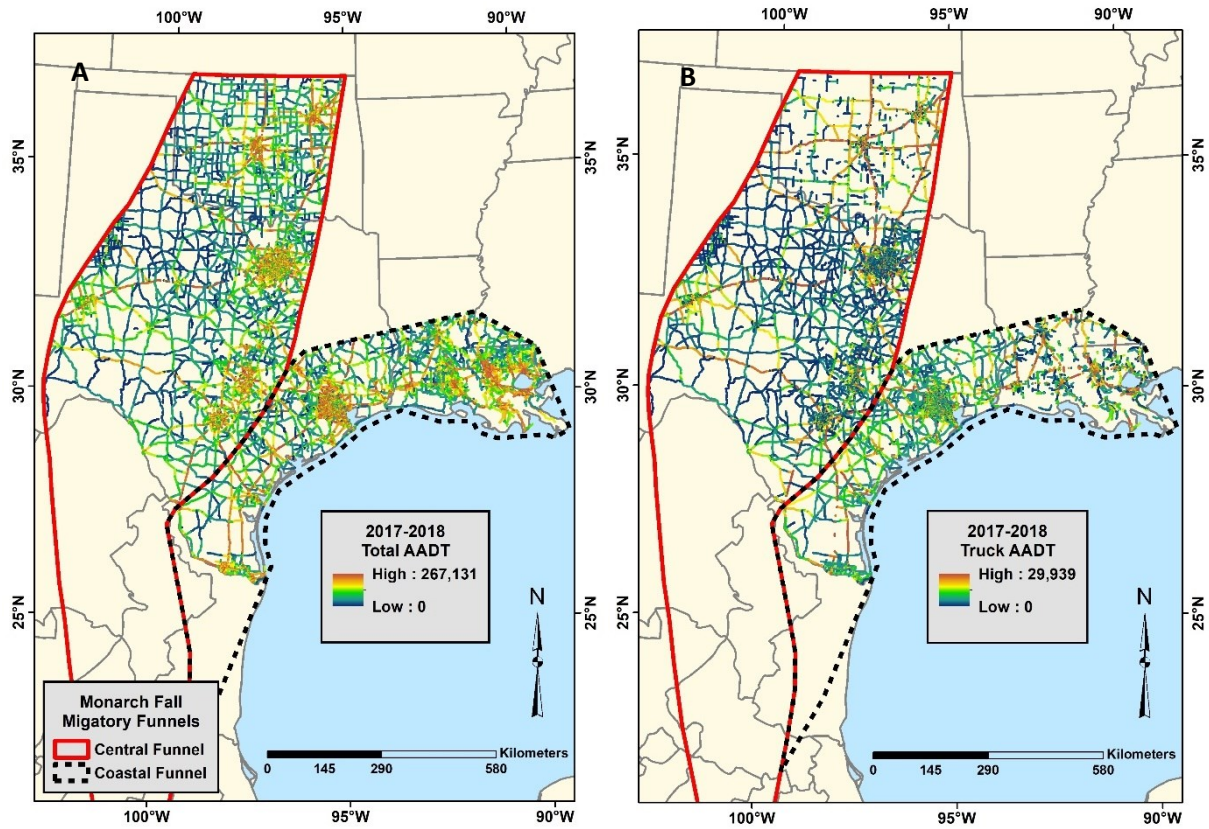 100°W 95°W 90°W
A
35°N
35°N
30°N
30°N
25°N
25°N
2017-2018
Total AADT
High : 267,131
Low : 0
N
Monarch Fall
Migatory Funnels
Central Funnel
Coastal Funnel
Kilometers
0 145 290 580
100°W 95°W 90°W
100°W 95°W 90°W
B
35°N
35°N
30°N
30°N
25°N
25°N
2017-2018
Truck AADT
High : 29,939
Low : 0
N
Kilometers
0 145 290 580
100°W 95°W 90°W